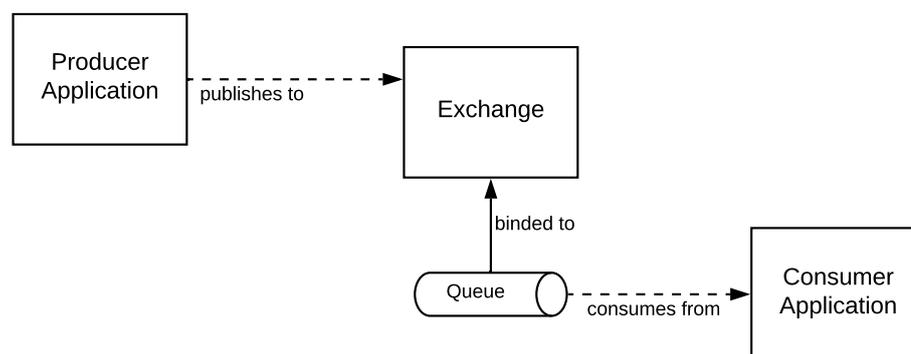 Producer
Application
publishes to
Exchange
binded to
Queue
consumes from
Consumer
Application